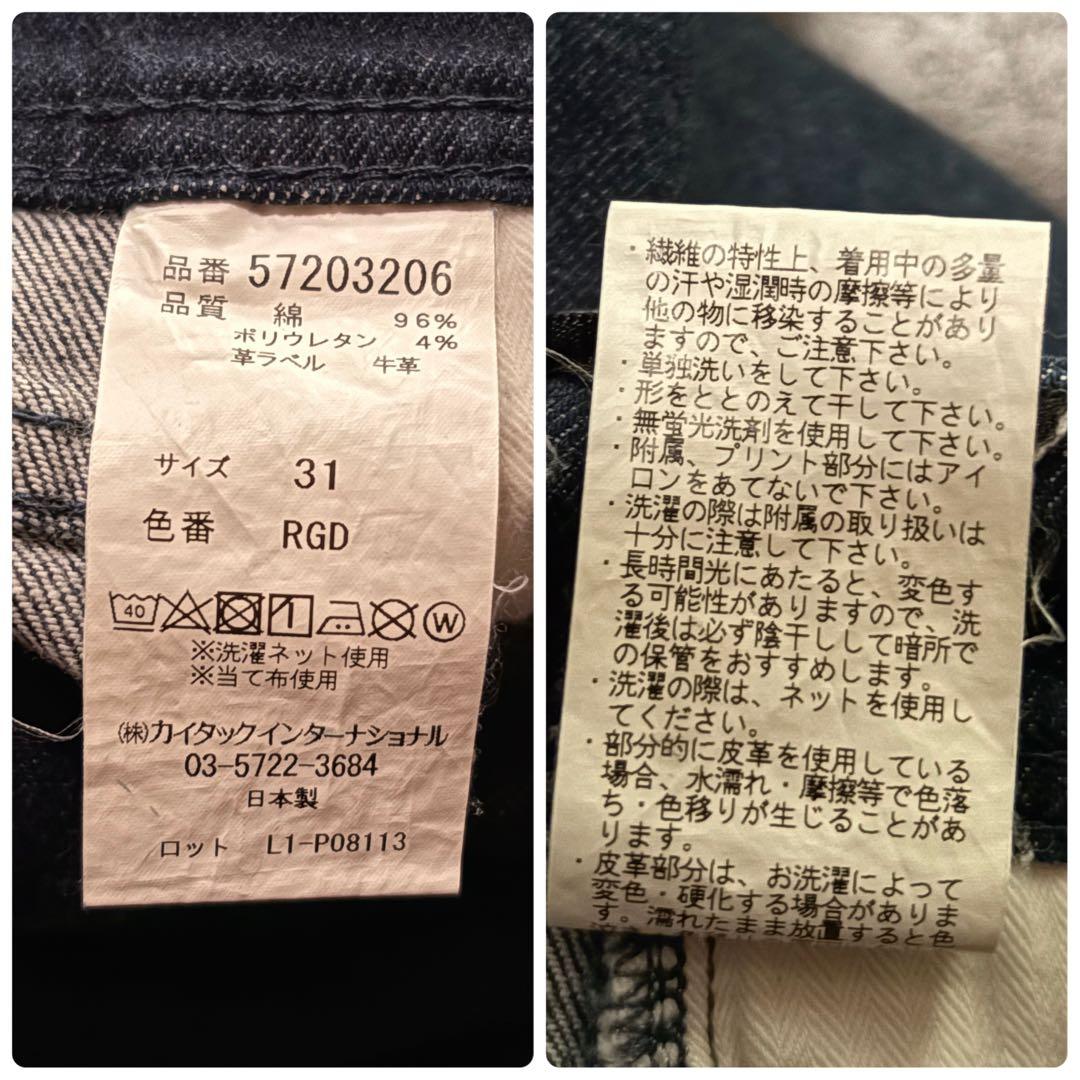 品番 57203206
品質 綿 96%
ポリウレタン 4%
革ラベル 牛革
サイズ 31
色番 RGD
40
W
※洗濯ネット使用
※当て布使用
(株)カイタックインターナショナル
03-5722-3684
日本製
ロット L1-P08113
・繊維の特性上、着用中の多量
の汗や湿潤時の摩擦等により
他の物に移染することがあり
ますので、ご注意下さい。
・単独洗いをして下さい。
・形をととのえて干して下さい。
・無蛍光洗剤を使用して下さい。
・附属、プリント部分にはアイ
ロンをあてないで下さい。
・洗濯の際は附属の取り扱いは
十分に注意して下さい。
・長時間光にあたると、変色す
る可能性がありますので、洗
濯後は必ず陰干しして暗所で
の保管をおすすめします。
・洗濯の際は、ネットを使用し
てください。
・部分的に皮革を使用している
場合、水濡れ・摩擦等で色落
ち・色移りが生じることがあ
ります。
・皮革部分は、お洗濯によって
変色・硬化する場合がありま
す。濡れたまま放置すると色